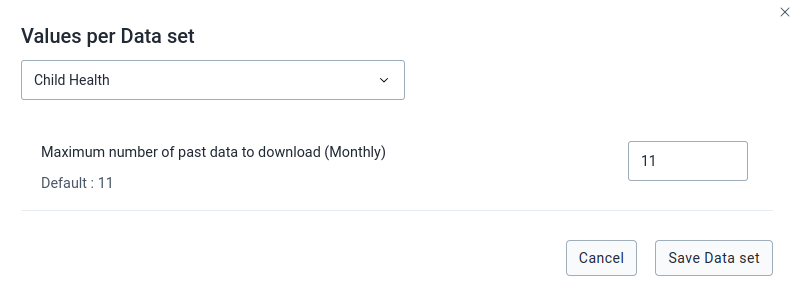 Values per Data set
Child Health
Maximum number of past data to download (Monthly)
11
Default : 11
Cancel
Save Data set